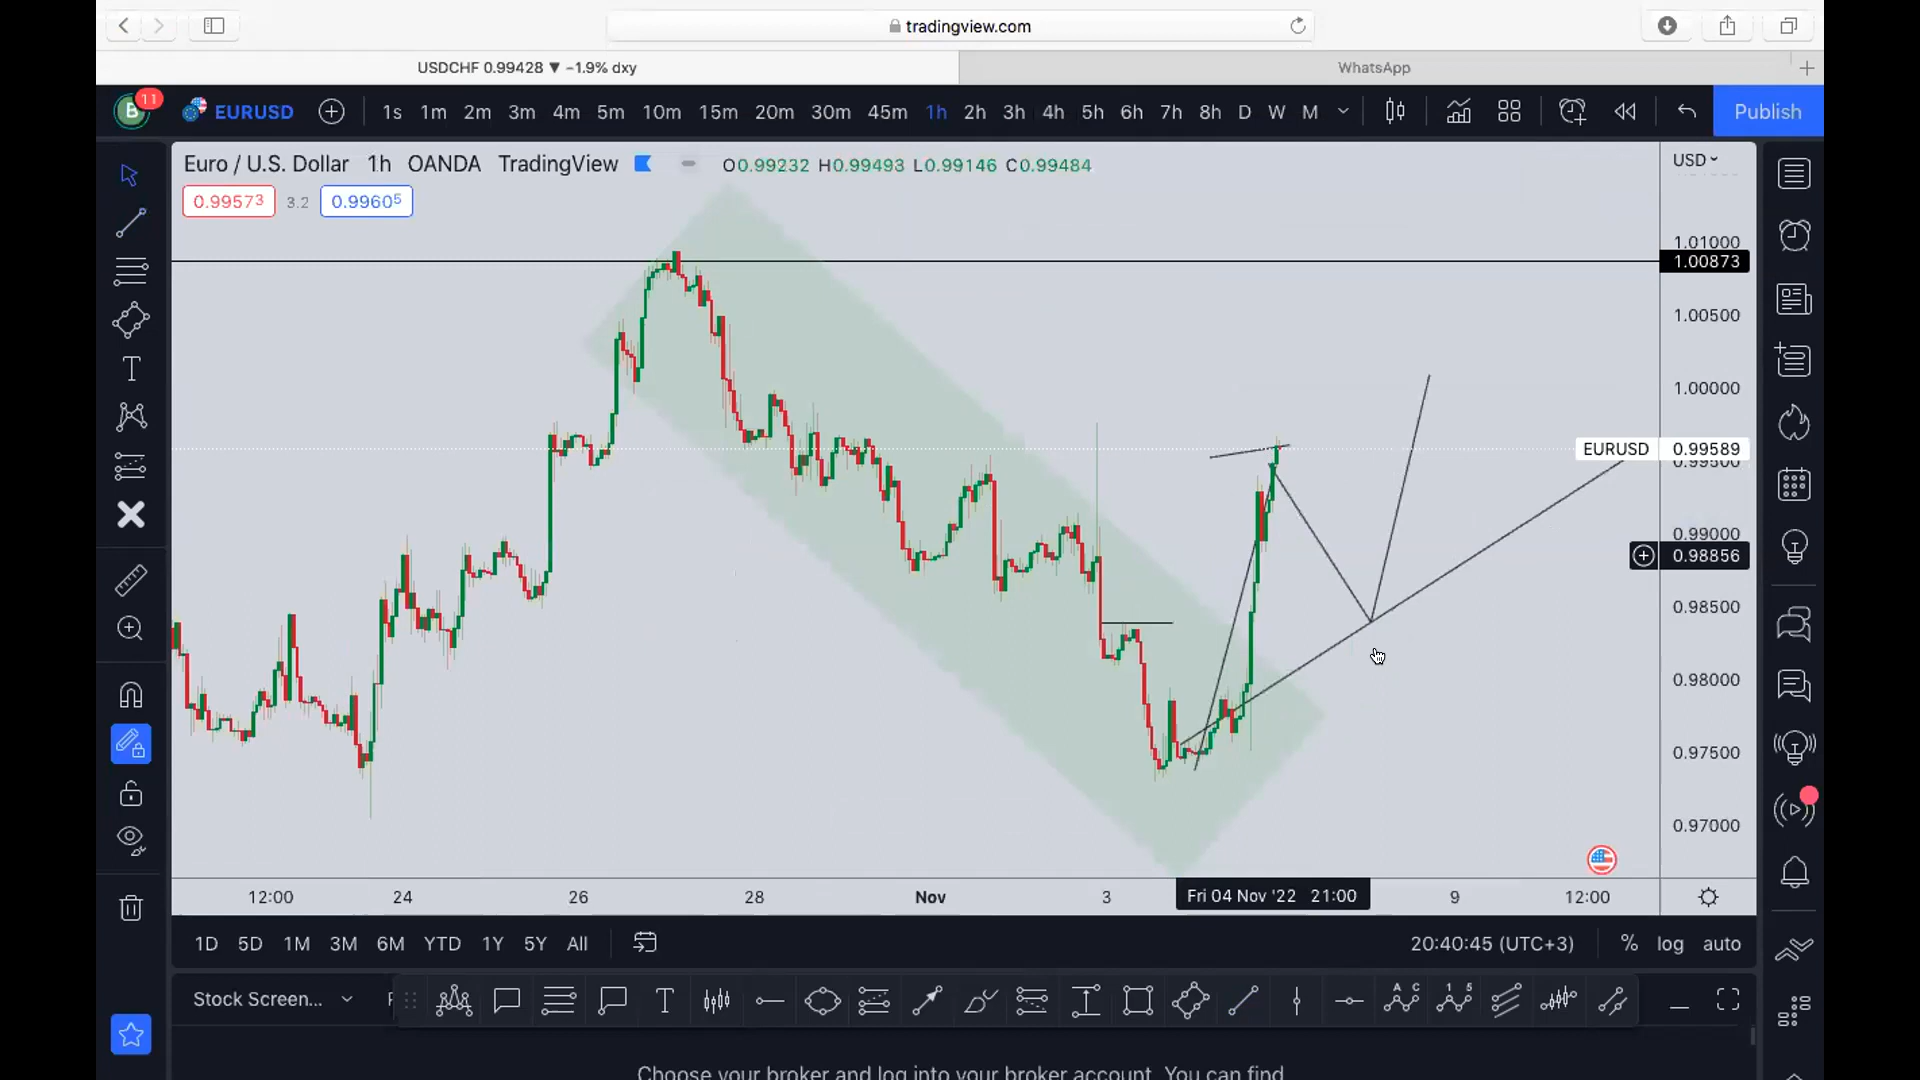 tradingview.com
USDCHF 0.99428 ▼ −1.9% dxy
WhatsApp
B 11 EURUSD 1s 1m 2m 3m 4m 5m 10m 15m 20m 30m 45m 1h 2h 3h 4h 5h 6h 7h 8h D W M Publish
Euro / U.S. Dollar 1h OANDA TradingView O0.99232 H0.99493 L0.99146 C0.99484
USD
0.99573 3.2 0.99605
1.01000
1.00873
1.00500
1.00000
EURUSD 0.99589
0.99500
0.99000
0.98856
0.98500
0.98000
0.97500
0.97000
12:00 24 26 28 Nov 3 Fri 04 Nov '22 21:00 9 12:00
1D 5D 1M 3M 6M YTD 1Y 5Y All 20:40:45 (UTC+3) % log auto
Stock Screen...
T
A C
1 5
Choose your broker and log into your broker account. You can find